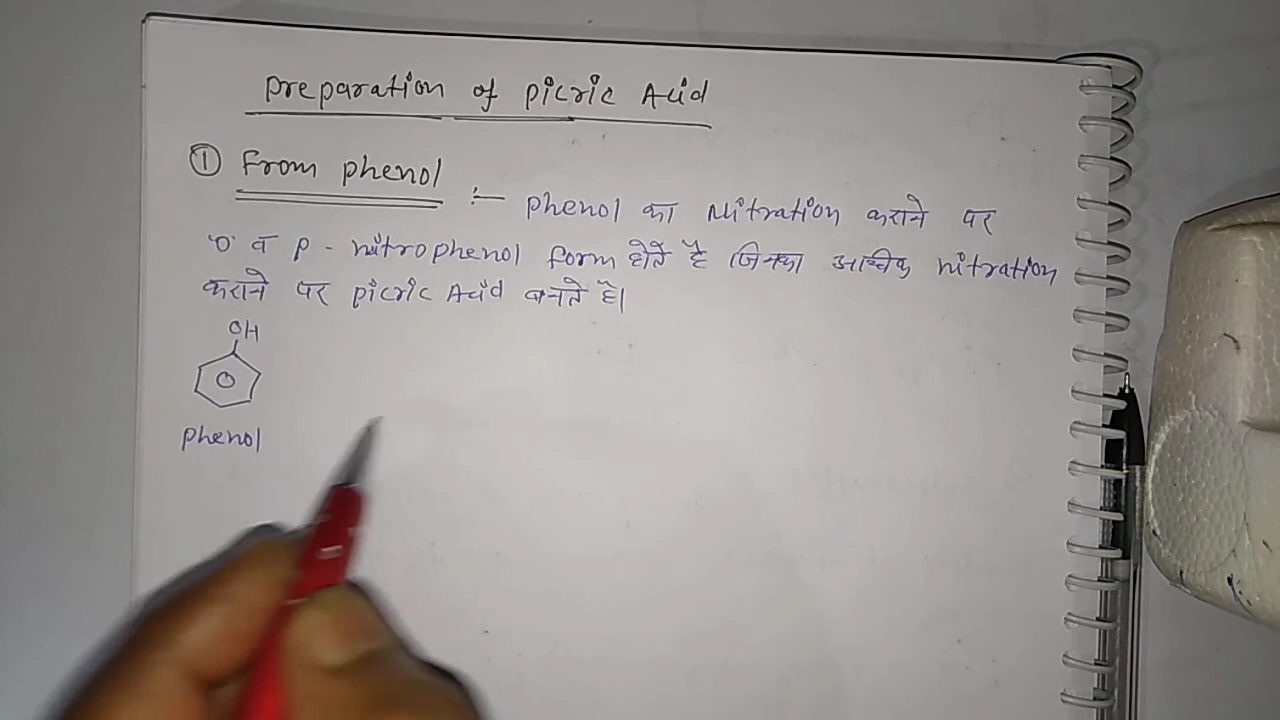 Preparation of Picric Acid
① From phenol :- phenol का Nitration कराने पर
'o' व p - nitrophenol form होते है जिनका आधिक nitration
कराने पर picric Acid बनते है।
OH
phenol